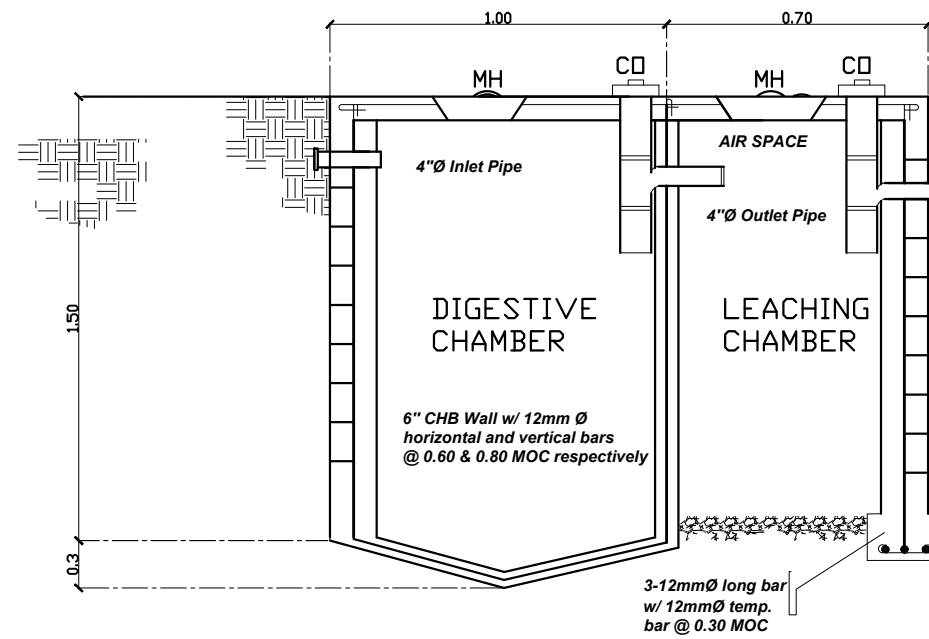 1.00
0.70
MH
CO
MH
CO
AIR SPACE
4"Ø Inlet Pipe
4"Ø Outlet Pipe
1.50
DIGESTIVE
CHAMBER
LEACHING
CHAMBER
6" CHB Wall w/ 12mm Ø
horizontal and vertical bars
@ 0.60 & 0.80 MOC respectively
0.3
3-12mmØ long bar
w/ 12mmØ temp.
bar @ 0.30 MOC